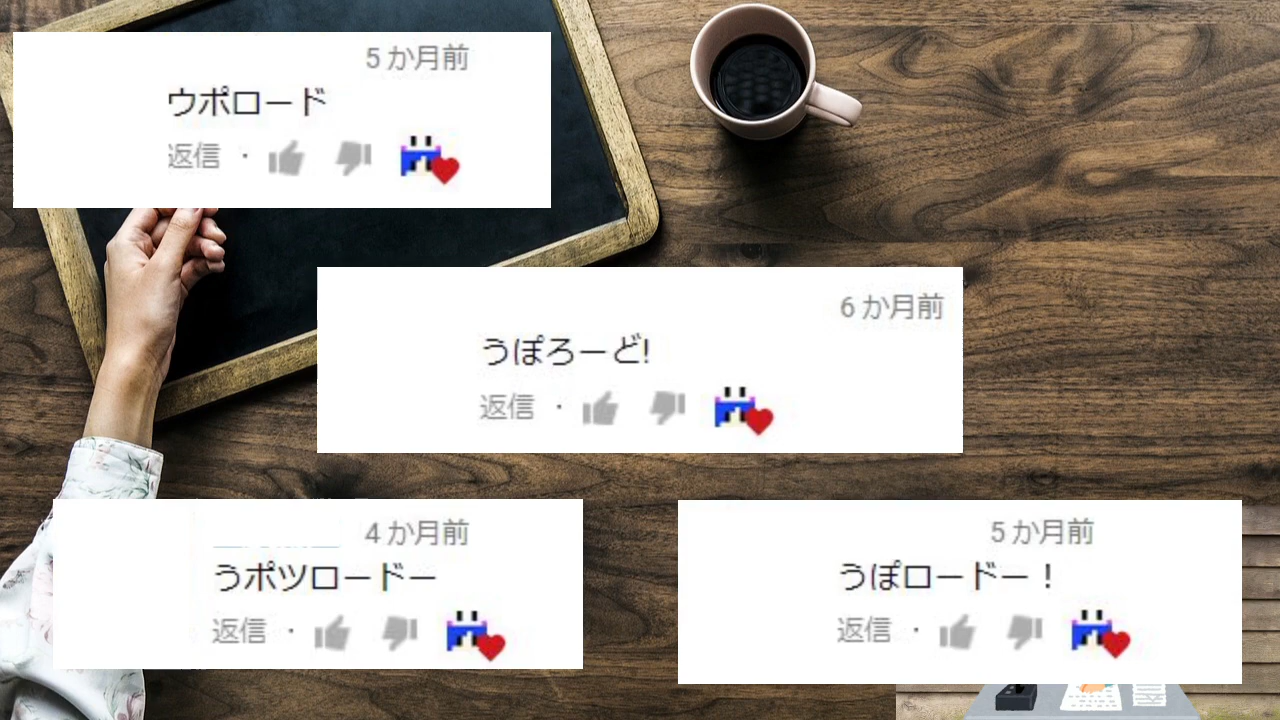 5 か月前
ウポロード
返信 ·
6 か月前
うぽろーど!
返信 ·
4 か月前
うポツロードー
返信 ·
5 か月前
うぽロードー！
返信 ·